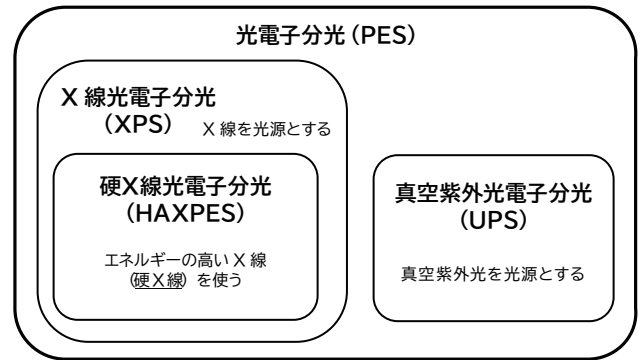 光電子分光 (PES)
X 線光電子分光
(XPS) X 線を光源とする
硬X線光電子分光
(HAXPES)
エネルギーの高い X 線
(硬X線) を使う
真空紫外光電子分光
(UPS)
真空紫外光を光源とする